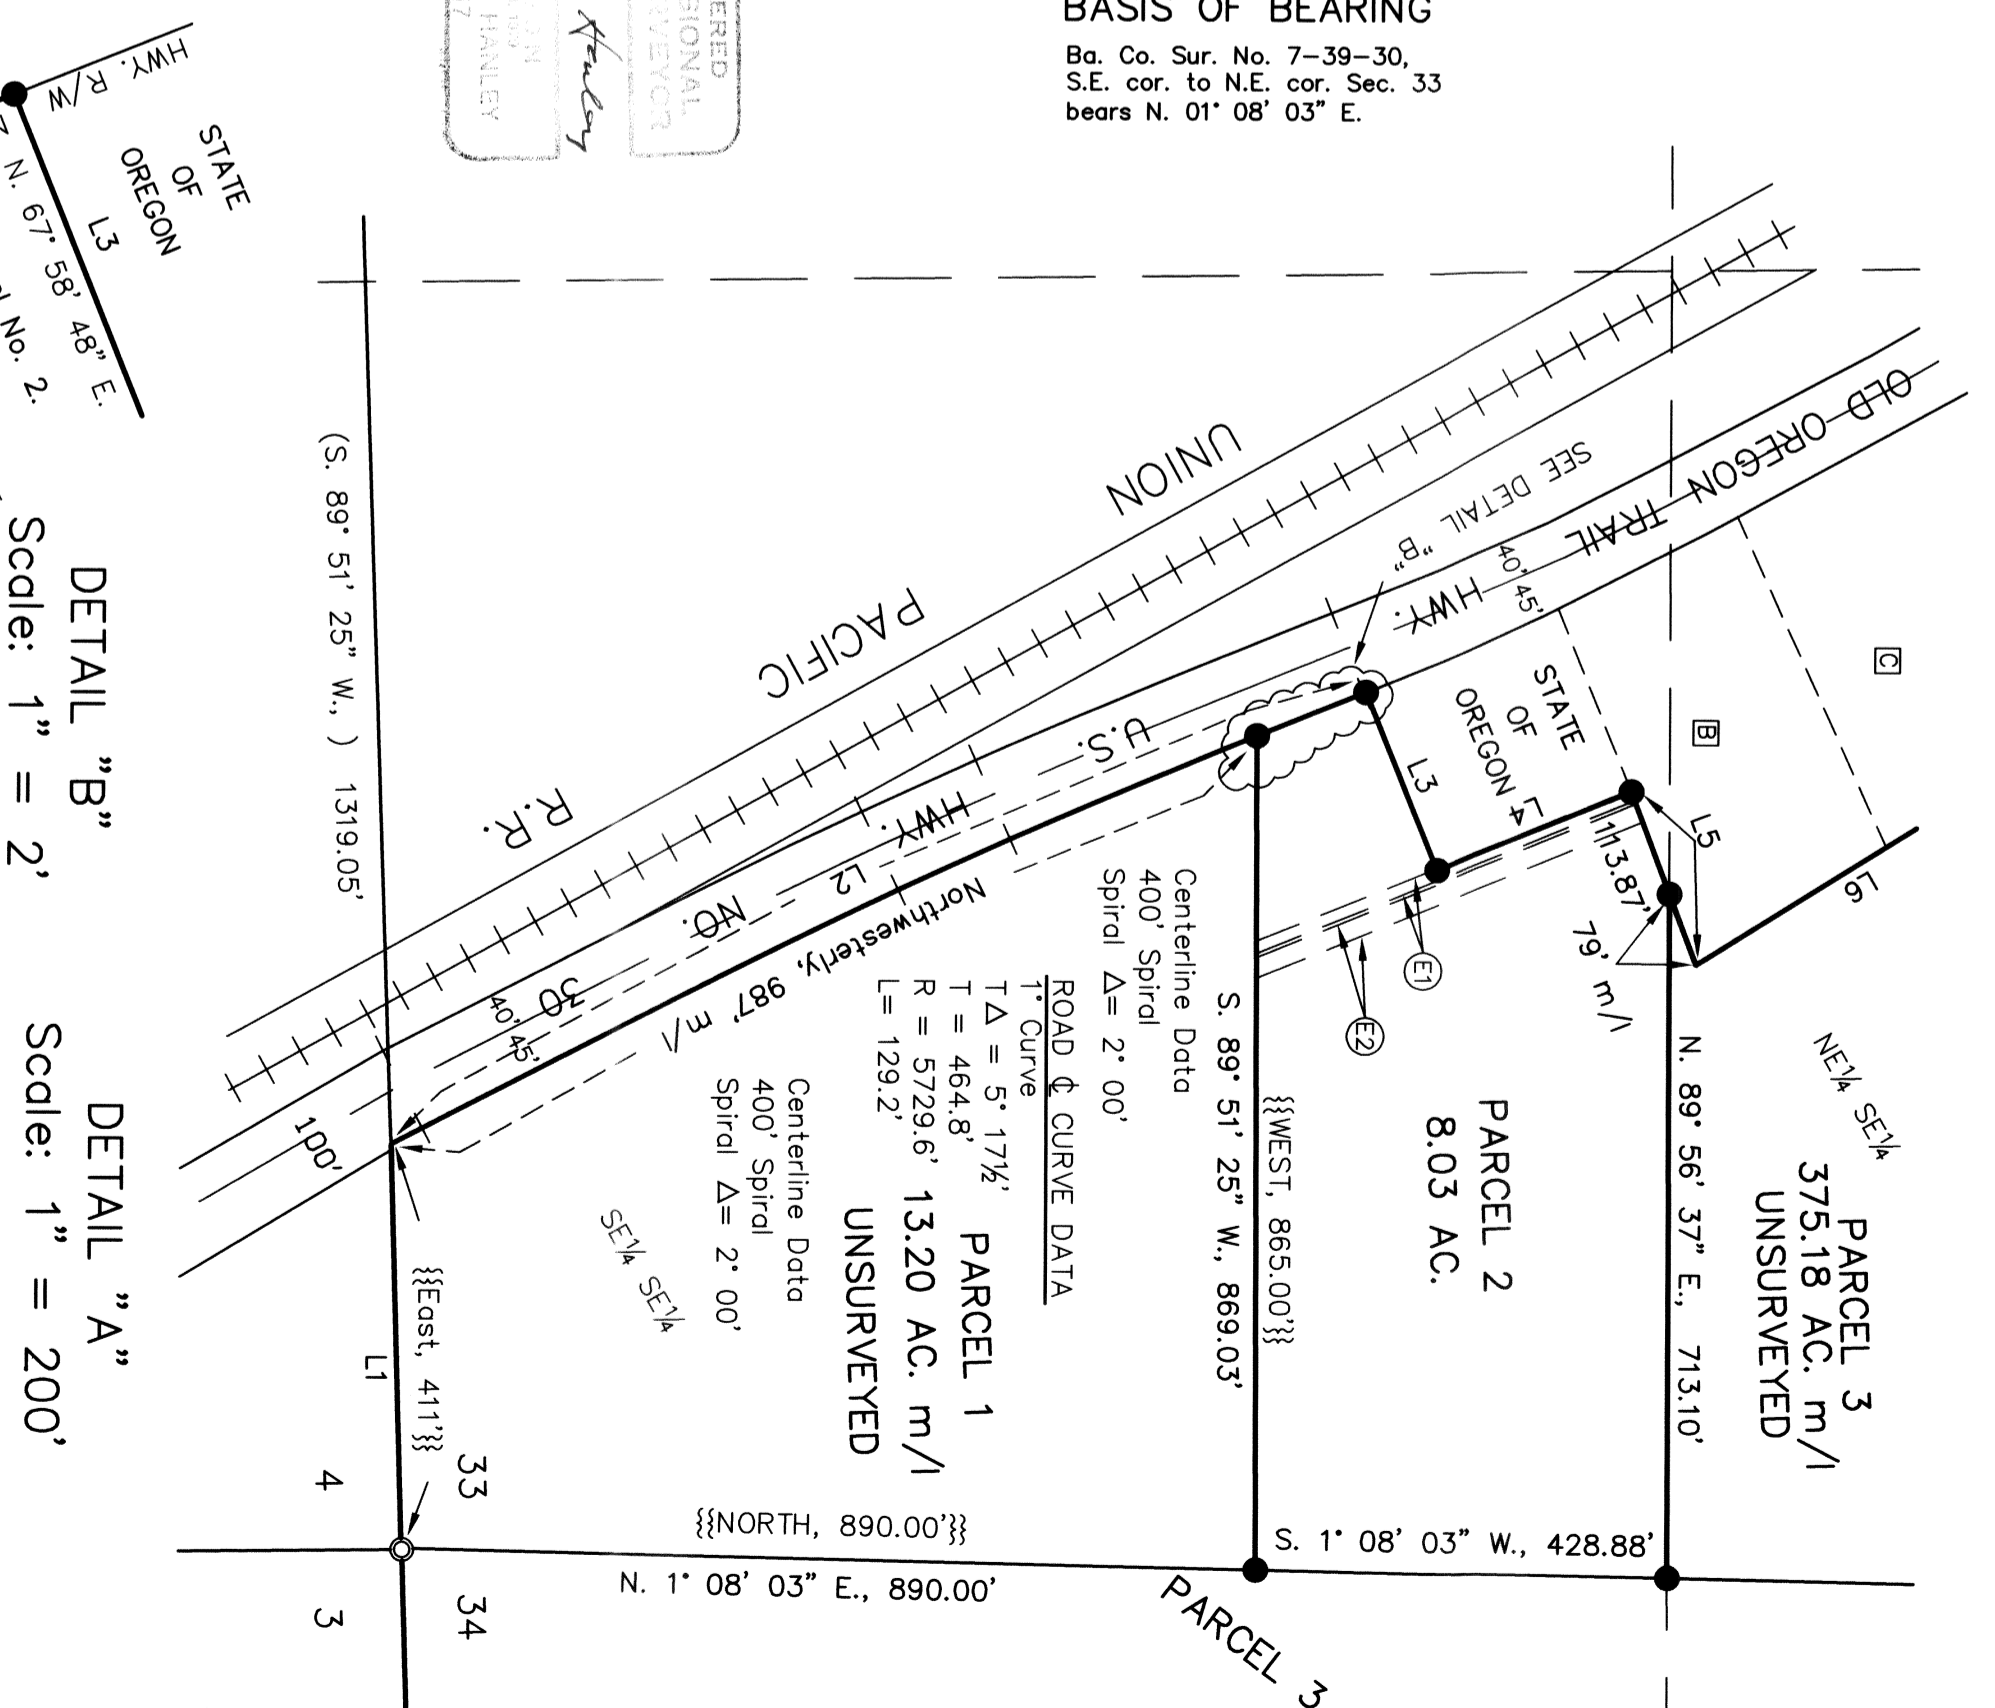 BASIS OF BEARING
Ba. Co. Sur. No. 7-39-30,
S.E. cor. to N.E. cor. Sec. 33
bears N. 01° 08' 03" E.
ERED
SIONAL
VEYOR
HANLEY
HWY. R/W
STATE
OF
OREGON
L3
N. 67° 58' 48" E.
No. 2.
DETAIL "B"
Scale: 1" = 2'
DETAIL "A"
Scale: 1" = 200'
(S. 89° 51' 25" W., ) 1319.05'
UNION
PACIFIC
R.R.
OLD OREGON TRAIL HWY.
SEE DETAIL "B"
40'
45'
U.S.
HWY.
NO.
30
L2
Northwesterly, 987' m/l
40'
45'
100'
STATE
OF
OREGON
L3
L4
L5
L6
113.87'
79' m/l
B
C
E1
E2
Centerline Data
400' Spiral
Spiral Δ= 2° 00'
ROAD ℄ CURVE DATA
1° Curve
TΔ = 5° 17½'
T = 464.8'
R = 5729.6'
L= 129.2'
Centerline Data
400' Spiral
Spiral Δ= 2° 00'
SE¼ SE¼
PARCEL 1
13.20 AC. m/l
UNSURVEYED
{{{WEST, 865.00'}}}
S. 89° 51' 25" W., 869.03'
PARCEL 2
8.03 AC.
N. 89° 56' 37" E., 713.10'
NE¼ SE¼
PARCEL 3
375.18 AC. m/l
UNSURVEYED
{{{East, 411'}}}
L1
33
4
34
3
{{{NORTH, 890.00'}}}
N. 1° 08' 03" E., 890.00'
S. 1° 08' 03" W., 428.88'
PARCEL 3